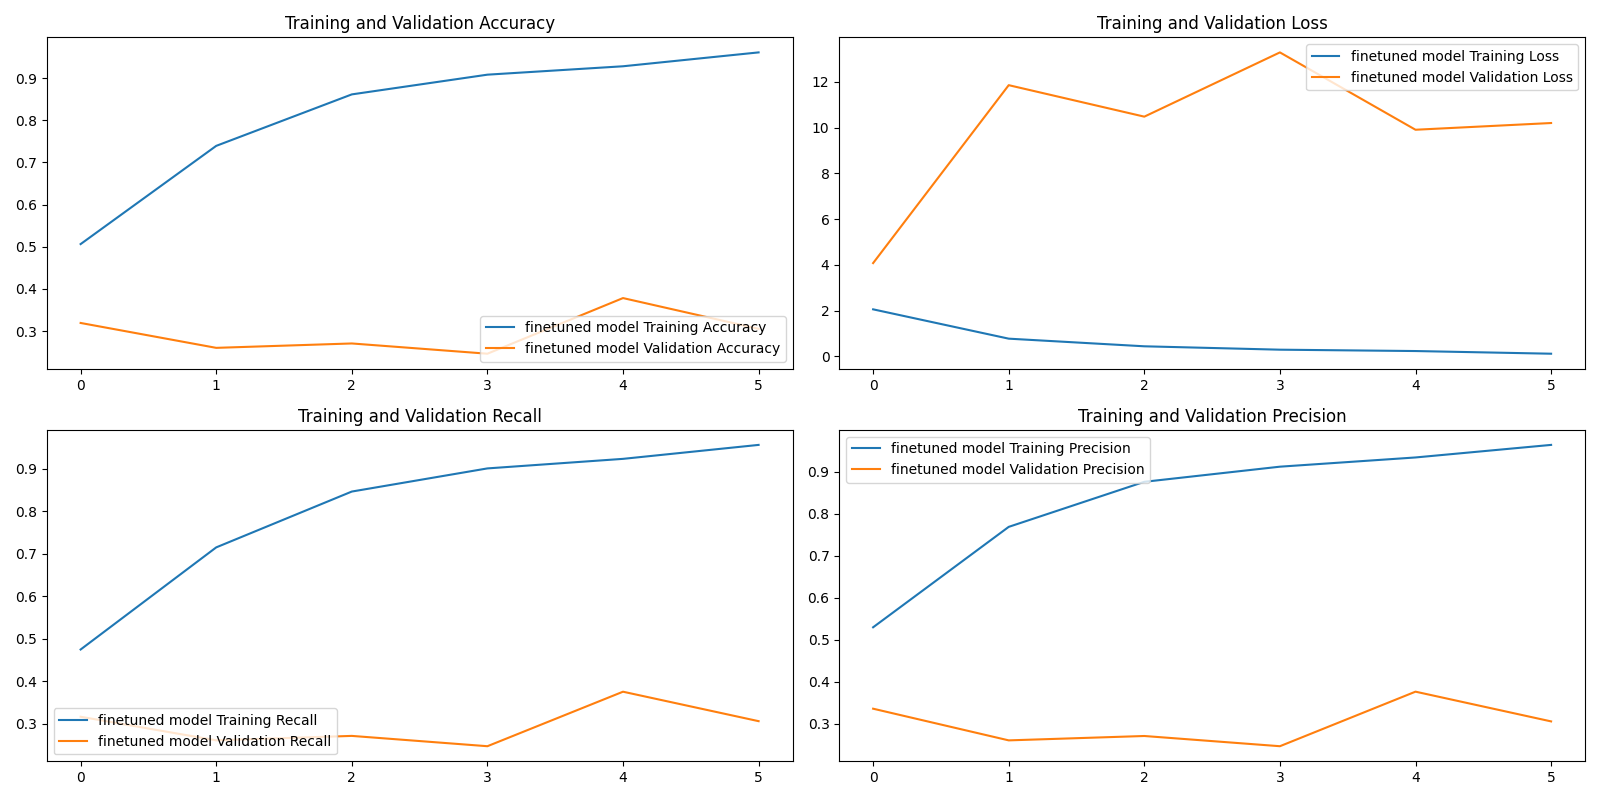 Training and Validation Accuracy
0.9
0.8
0.7
0.6
0.5
0.4
0.3
finetuned model Training Accuracy
finetuned model Validation Accuracy
0 1 2 3 4 5
Training and Validation Loss
finetuned model Training Loss
finetuned model Validation Loss
12
10
8
6
4
2
0
0 1 2 3 4 5
Training and Validation Recall
0.9
0.8
0.7
0.6
0.5
0.4
0.3
finetuned model Training Recall
finetuned model Validation Recall
0 1 2 3 4 5
Training and Validation Precision
finetuned model Training Precision
finetuned model Validation Precision
0.9
0.8
0.7
0.6
0.5
0.4
0.3
0 1 2 3 4 5